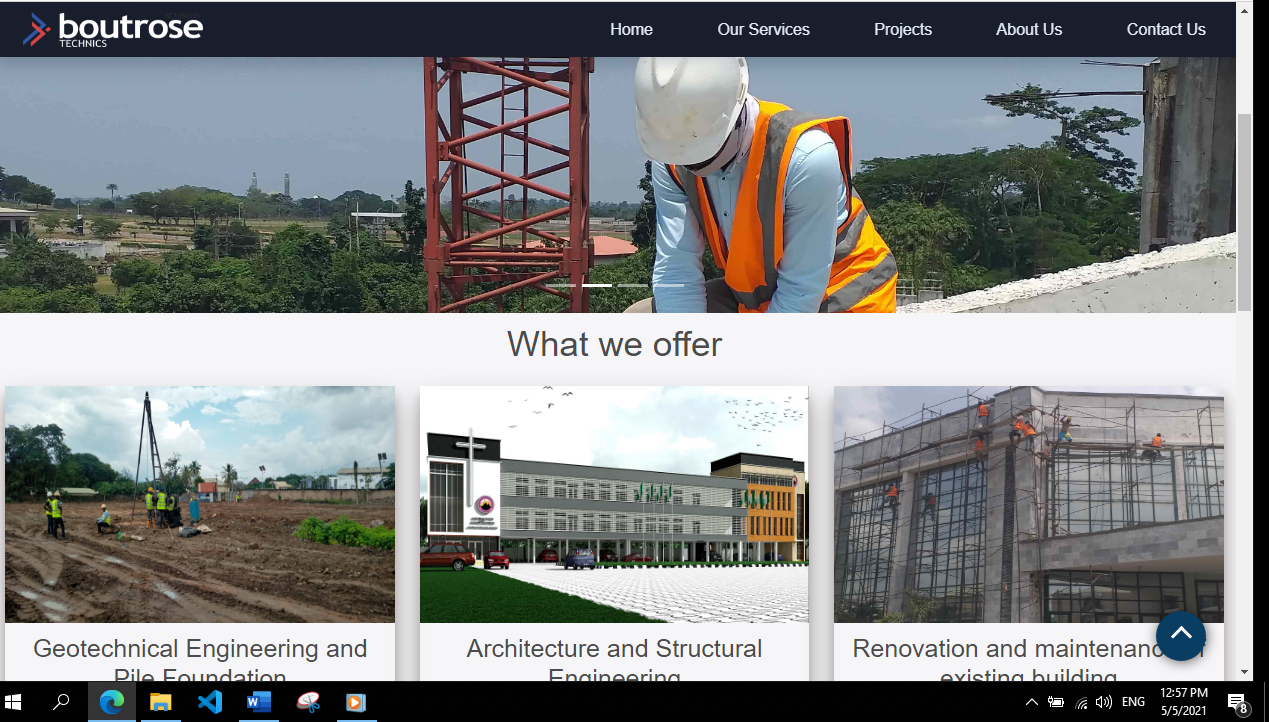 boutrose
TECHNICS
Home
Our Services
Projects
About Us
Contact Us
What we offer
Geotechnical Engineering and
Pile Foundation
Architecture and Structural
Engineering
Renovation and maintenance
existing building
ENG
12:57 PM
5/5/2021
8